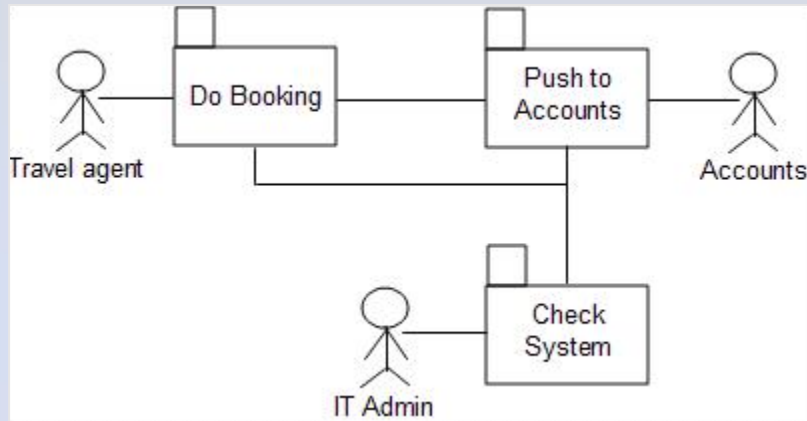 Do Booking
Push to
Accounts
Travel agent
Accounts
Check
System
IT Admin